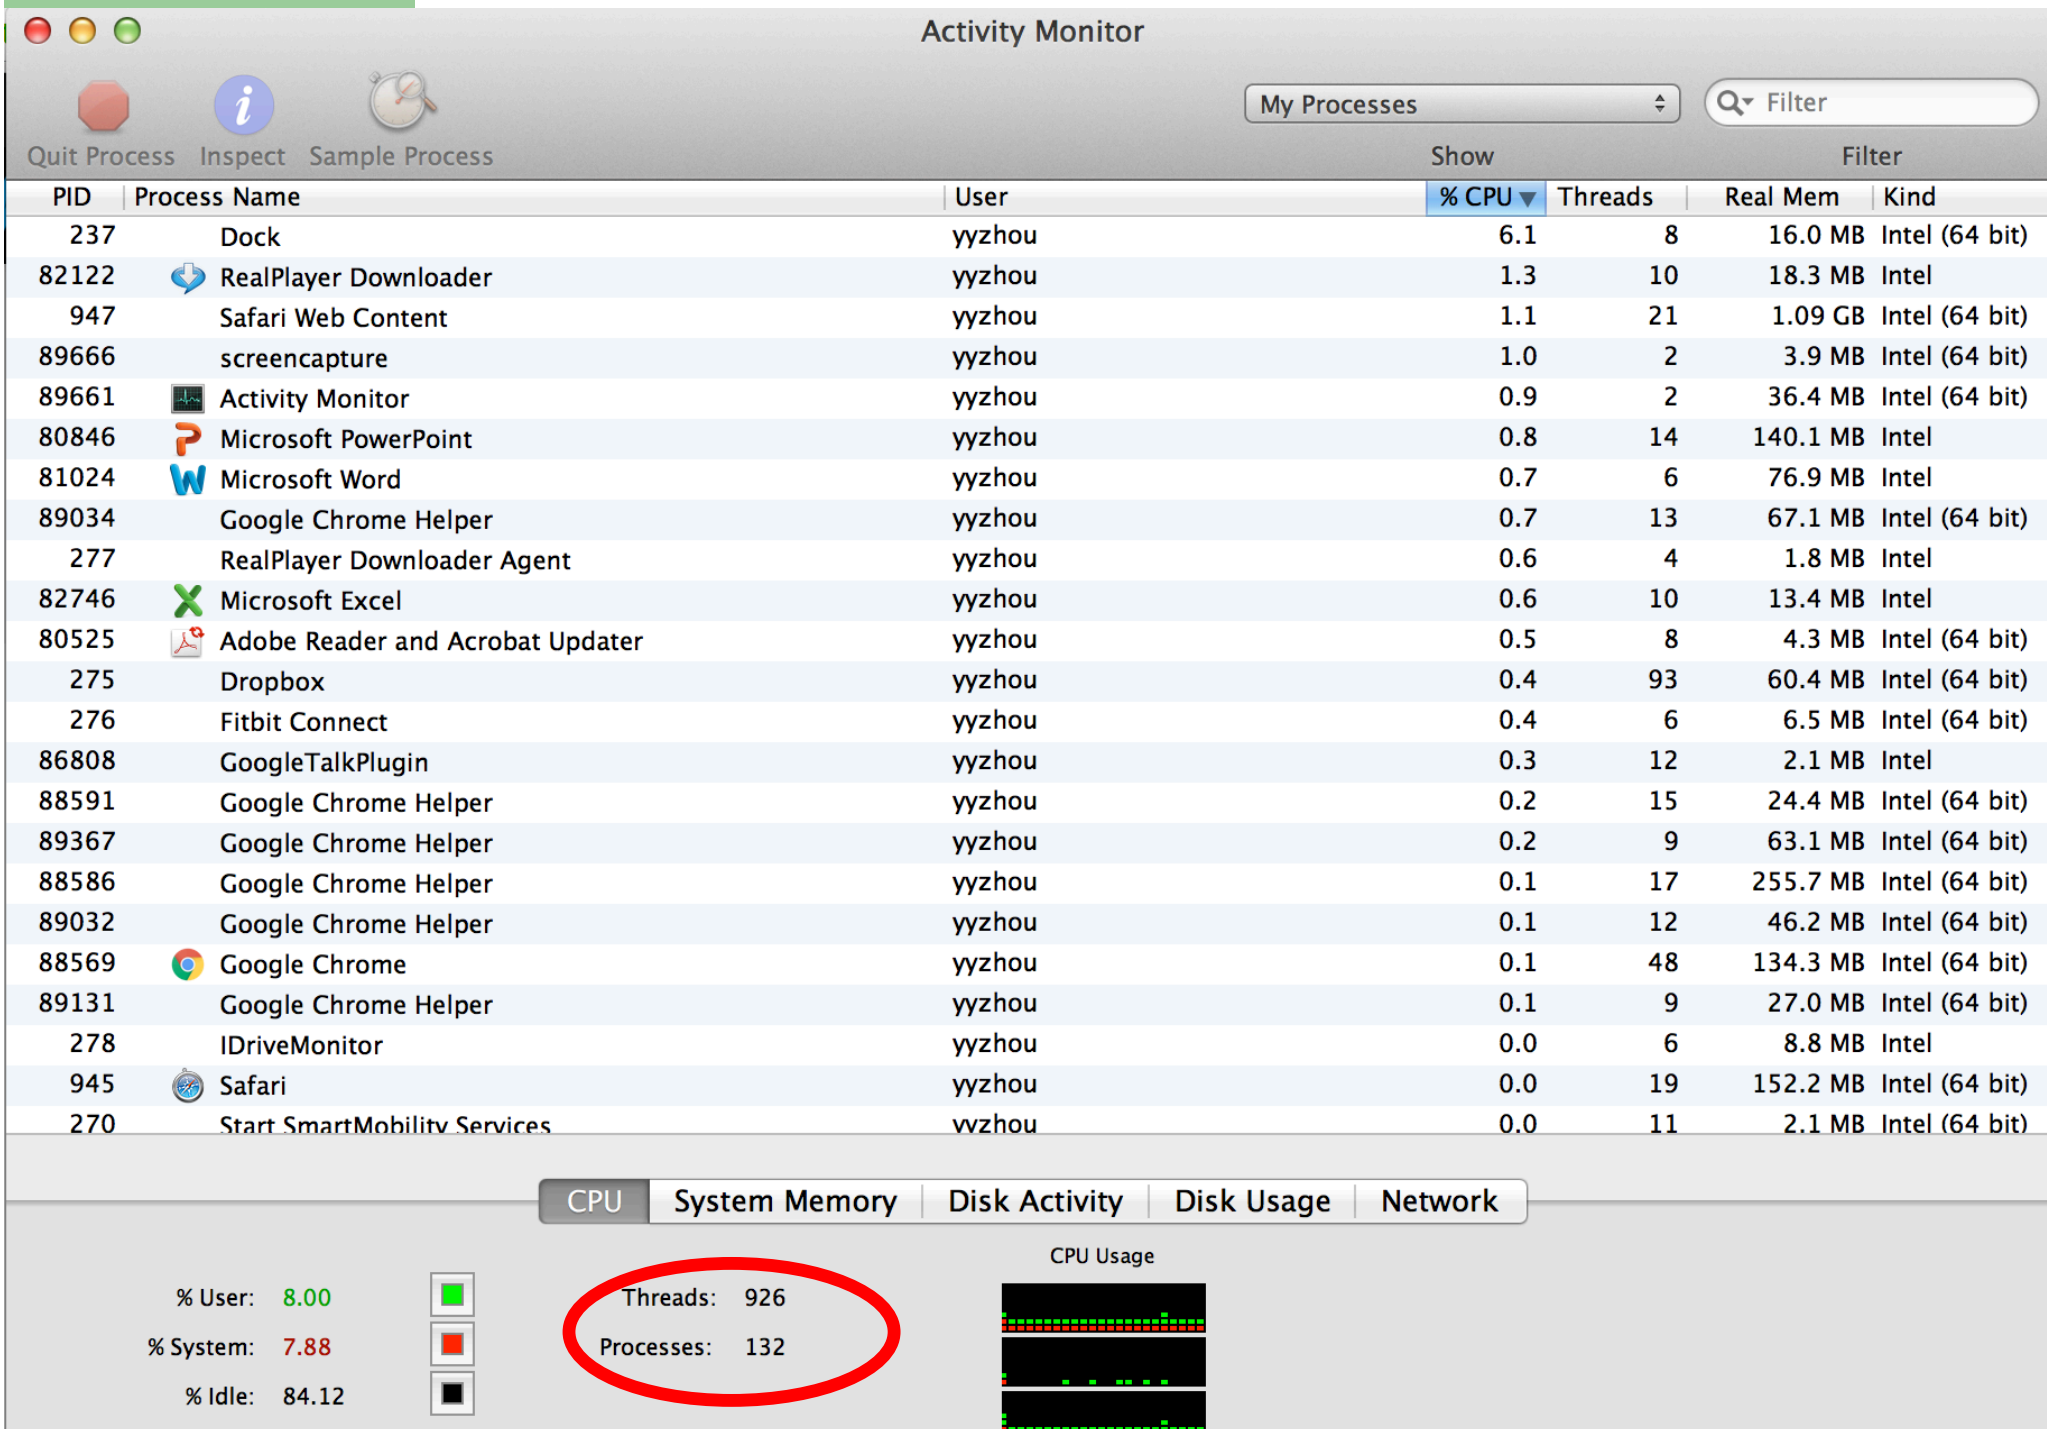 Activity Monitor
My Processes
Filter
Quit Process Inspect Sample Process Show Filter
PID Process Name User % CPU Threads Real Mem Kind
237 Dock yyzhou 6.1 8 16.0 MB Intel (64 bit)
82122 RealPlayer Downloader yyzhou 1.3 10 18.3 MB Intel
947 Safari Web Content yyzhou 1.1 21 1.09 GB Intel (64 bit)
89666 screencapture yyzhou 1.0 2 3.9 MB Intel (64 bit)
89661 Activity Monitor yyzhou 0.9 2 36.4 MB Intel (64 bit)
80846 Microsoft PowerPoint yyzhou 0.8 14 140.1 MB Intel
81024 Microsoft Word yyzhou 0.7 6 76.9 MB Intel
89034 Google Chrome Helper yyzhou 0.7 13 67.1 MB Intel (64 bit)
277 RealPlayer Downloader Agent yyzhou 0.6 4 1.8 MB Intel
82746 Microsoft Excel yyzhou 0.6 10 13.4 MB Intel
80525 Adobe Reader and Acrobat Updater yyzhou 0.5 8 4.3 MB Intel (64 bit)
275 Dropbox yyzhou 0.4 93 60.4 MB Intel (64 bit)
276 Fitbit Connect yyzhou 0.4 6 6.5 MB Intel (64 bit)
86808 GoogleTalkPlugin yyzhou 0.3 12 2.1 MB Intel
88591 Google Chrome Helper yyzhou 0.2 15 24.4 MB Intel (64 bit)
89367 Google Chrome Helper yyzhou 0.2 9 63.1 MB Intel (64 bit)
88586 Google Chrome Helper yyzhou 0.1 17 255.7 MB Intel (64 bit)
89032 Google Chrome Helper yyzhou 0.1 12 46.2 MB Intel (64 bit)
88569 Google Chrome yyzhou 0.1 48 134.3 MB Intel (64 bit)
89131 Google Chrome Helper yyzhou 0.1 9 27.0 MB Intel (64 bit)
278 IDriveMonitor yyzhou 0.0 6 8.8 MB Intel
945 Safari yyzhou 0.0 19 152.2 MB Intel (64 bit)
270 Start SmartMobility Services yyzhou 0.0 11 2.1 MB Intel (64 bit)
CPU System Memory Disk Activity Disk Usage Network
CPU Usage
% User: 8.00 Threads: 926
% System: 7.88 Processes: 132
% Idle: 84.12